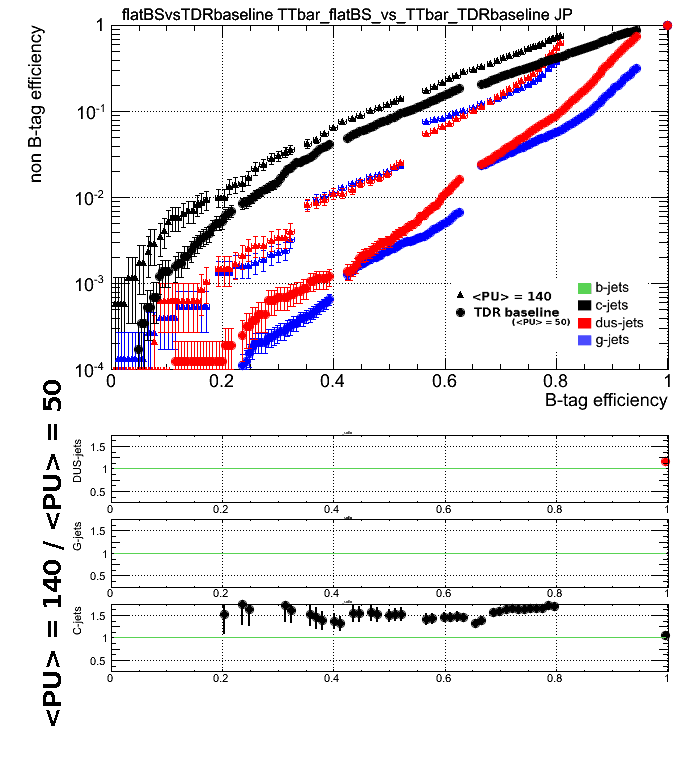 flatBSvsTDRbaseline TTbar_flatBS_vs_TTbar_TDRbaseline JP
non B-tag efficiency
1
10-1
10-2
10-3
10-4
<PU> = 140
TDR baseline
(<PU> = 50)
b-jets
c-jets
dus-jets
g-jets
0 0.2 0.4 0.6 0.8 1
B-tag efficiency
<PU> = 140 / <PU> = 50
DUS-jets
1.5
1
0.5
0 0.2 0.4 0.6 0.8 1
G-jets
1.5
1
0.5
0 0.2 0.4 0.6 0.8 1
C-jets
1.5
1
0.5
0 0.2 0.4 0.6 0.8 1